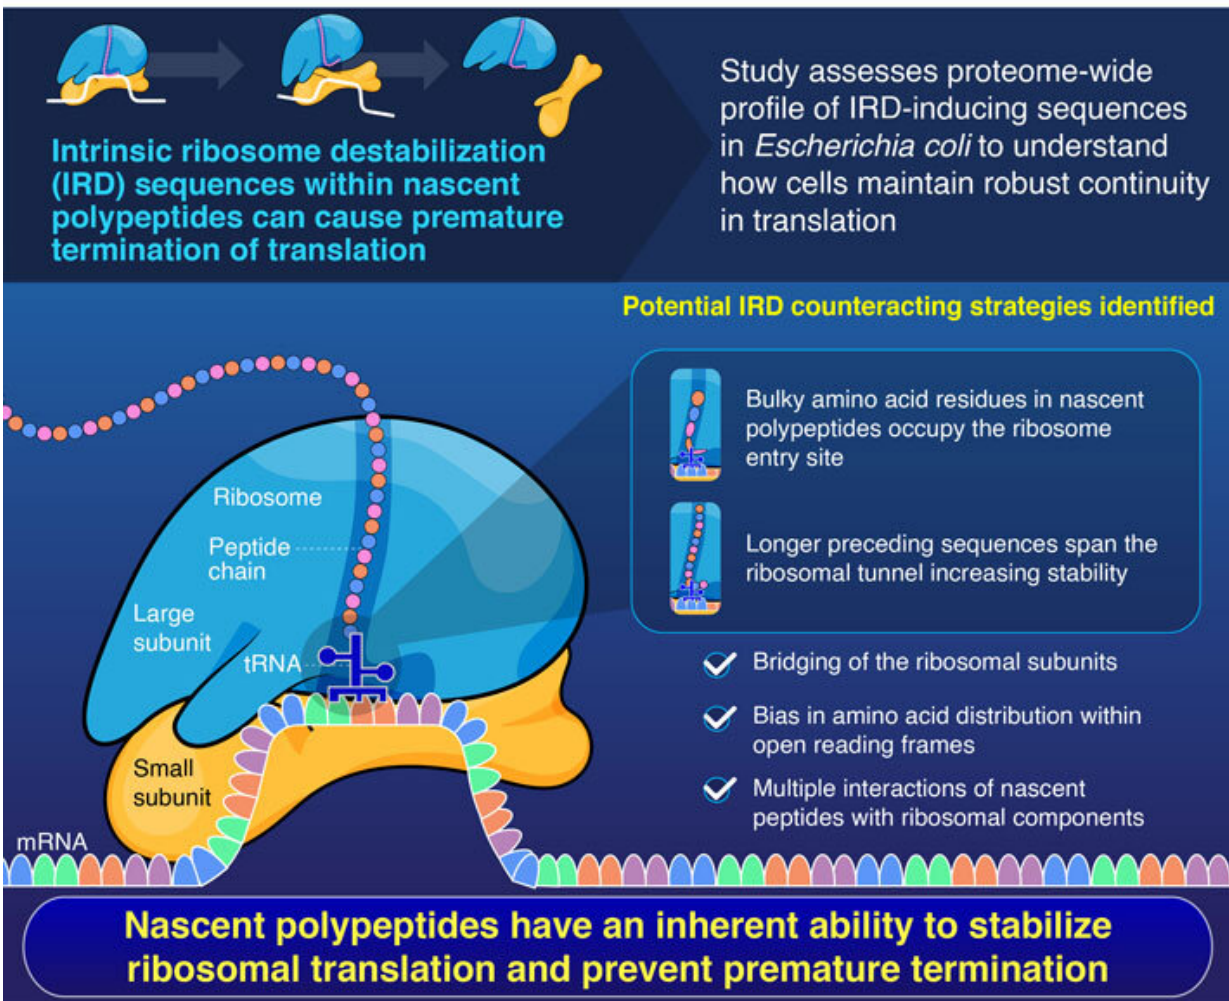 Intrinsic ribosome destabilization
(IRD) sequences within nascent
polypeptides can cause premature
termination of translation
Study assesses proteome-wide
profile of IRD-inducing sequences
in Escherichia coli to understand
how cells maintain robust continuity
in translation
Potential IRD counteracting strategies identified
Bulky amino acid residues in nascent
polypeptides occupy the ribosome
entry site
Longer preceding sequences span the
ribosomal tunnel increasing stability
Bridging of the ribosomal subunits
Bias in amino acid distribution within
open reading frames
Multiple interactions of nascent
peptides with ribosomal components
Ribosome
Peptide
chain
Large
subunit
tRNA
Small
subunit
mRNA
Nascent polypeptides have an inherent ability to stabilize
ribosomal translation and prevent premature termination